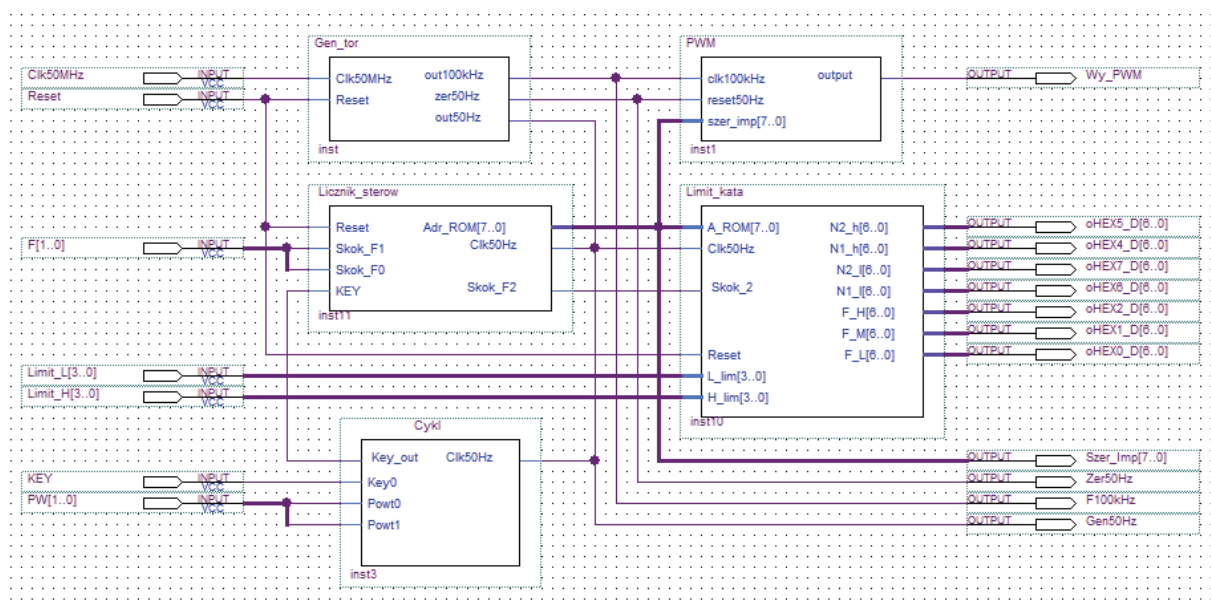 Gen_tor
PWM
Clk50MHz
INPUT
VCC
Clk50MHz
out100kHz
clk100kHz
output
OUTPUT
Wy_PWM
Reset
INPUT
VCC
Reset
zer50Hz
reset50Hz
out50Hz
szer_imp[7..0]
inst
inst1
Licznik_sterow
Limit_kata
Reset
Adr_ROM[7..0]
A_ROM[7..0]
N2_h[6..0]
OUTPUT
oHEX5_D[6..0]
F[1..0]
INPUT
VCC
Skok_F1
Clk50Hz
Clk50Hz
N1_h[6..0]
OUTPUT
oHEX4_D[6..0]
Skok_F0
N2_l[6..0]
OUTPUT
oHEX7_D[6..0]
KEY
Skok_F2
Skok_2
N1_l[6..0]
OUTPUT
oHEX6_D[6..0]
inst11
F_H[6..0]
OUTPUT
oHEX2_D[6..0]
F_M[6..0]
OUTPUT
oHEX1_D[6..0]
Reset
F_L[6..0]
OUTPUT
oHEX0_D[6..0]
Limit_L[3..0]
INPUT
VCC
L_lim[3..0]
Limit_H[3..0]
INPUT
VCC
H_lim[3..0]
inst10
Cykl
Key_out
Clk50Hz
OUTPUT
Szer_Imp[7..0]
KEY
INPUT
VCC
Key0
OUTPUT
Zer50Hz
PW[1..0]
INPUT
VCC
Powt0
OUTPUT
F100kHz
Powt1
OUTPUT
Gen50Hz
inst3